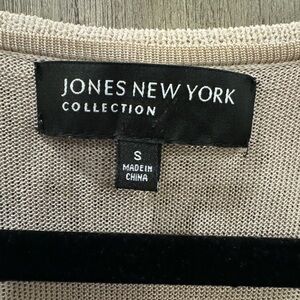 JONES NEW YORK
COLLECTION
S
MADE IN
CHINA